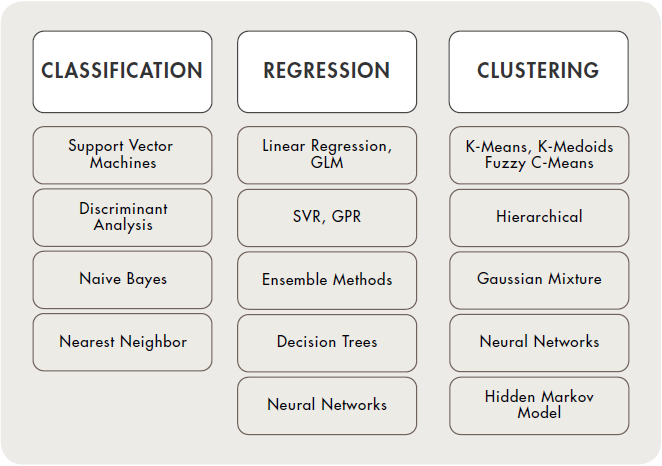 CLASSIFICATION
Support Vector
Machines
Discriminant
Analysis
Naive Bayes
Nearest Neighbor
REGRESSION
Linear Regression,
GLM
SVR, GPR
Ensemble Methods
Decision Trees
Neural Networks
CLUSTERING
K-Means, K-Medoids
Fuzzy C-Means
Hierarchical
Gaussian Mixture
Neural Networks
Hidden Markov
Model